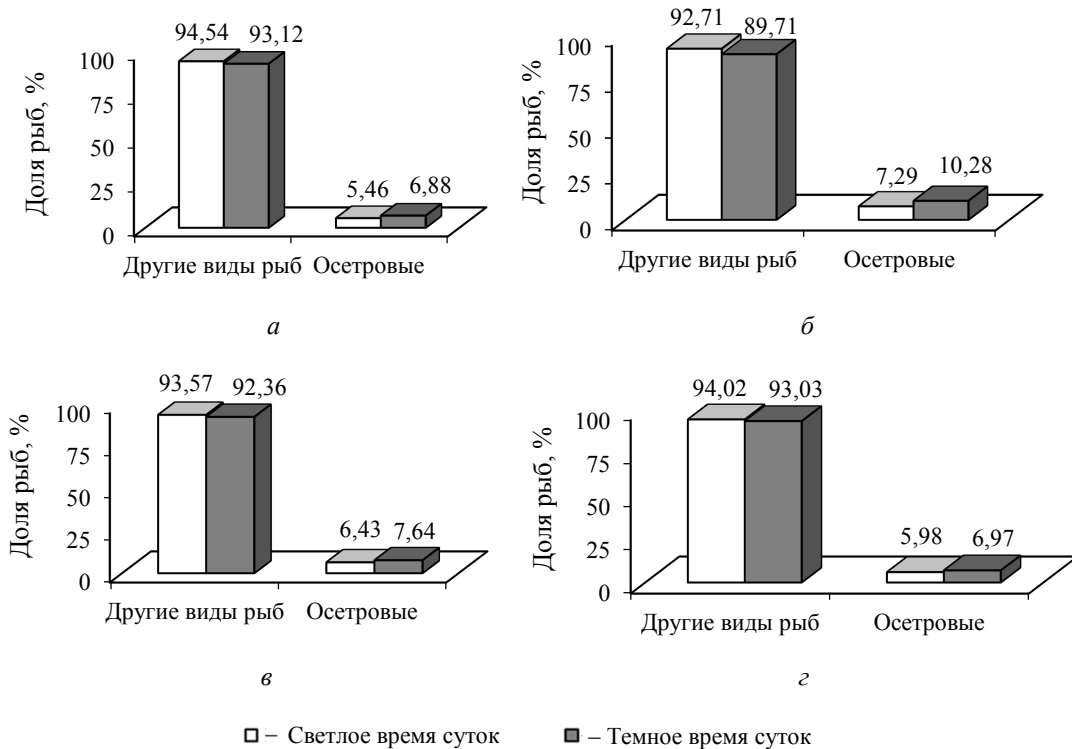 94,54 93,12
100
75
50
25
0
Доля рыб, %
5,46 6,88
Другие виды рыб Осетровые
а
92,71 89,71
100
75
50
25
0
Доля рыб, %
7,29 10,28
Другие виды рыб Осетровые
б
93,57 92,36
100
75
50
25
0
Доля рыб, %
6,43 7,64
Другие виды рыб Осетровые
в
94,02 93,03
100
75
50
25
0
Доля рыб, %
5,98 6,97
Другие виды рыб Осетровые
г
– Светлое время суток – Темное время суток